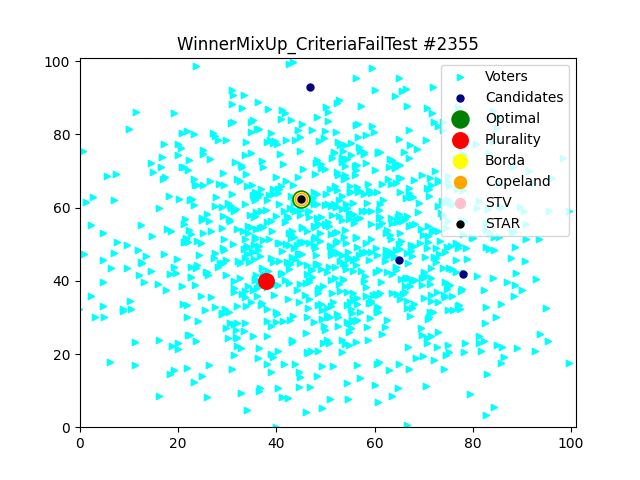 WinnerMixUp_CriteriaFailTest #2355
100
80
60
40
20
0
0
20
40
60
80
100
Voters
Candidates
Optimal
Plurality
Borda
Copeland
STV
STAR